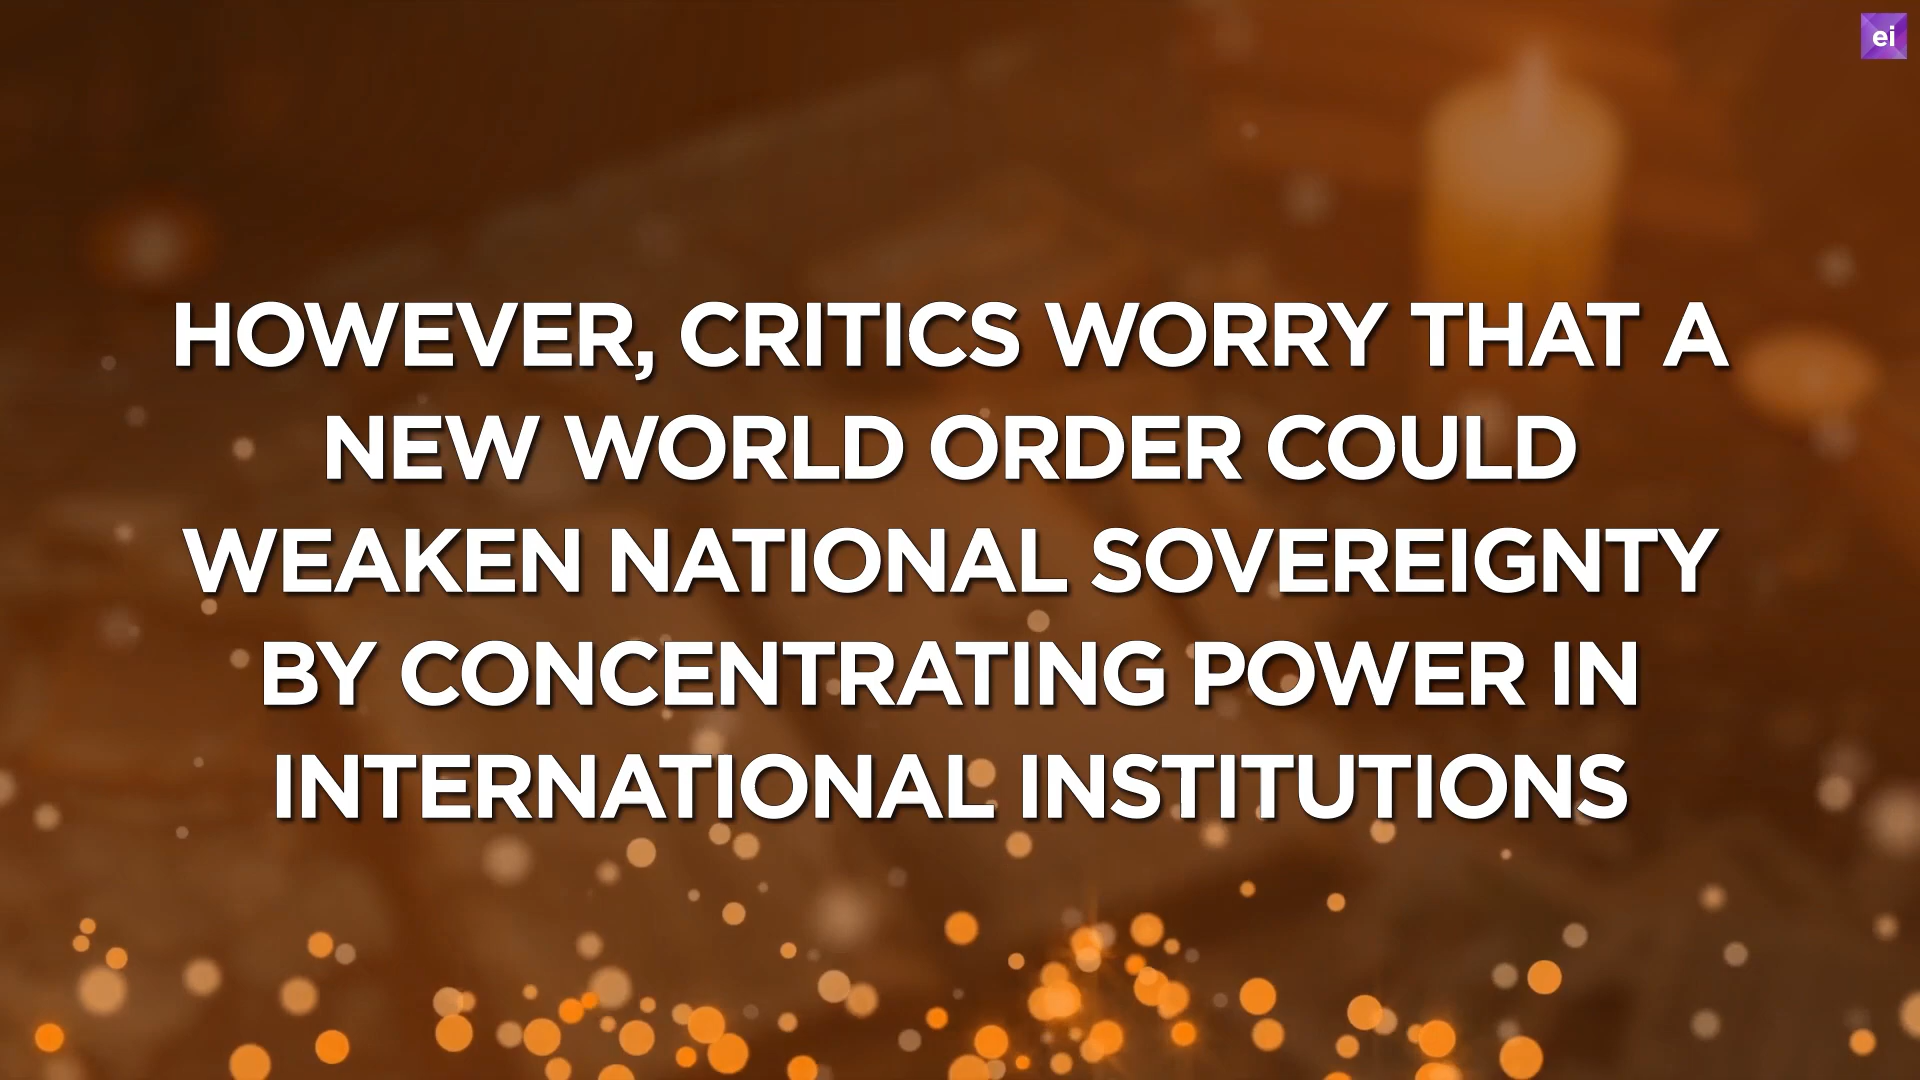 ei
HOWEVER, CRITICS WORRY THAT A
NEW WORLD ORDER COULD
WEAKEN NATIONAL SOVEREIGNTY
BY CONCENTRATING POWER IN
INTERNATIONAL INSTITUTIONS